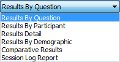 Results By Question
Results By Question
Results By Participant
Results Detail
Results By Demographic
Comparative Results
Session Log Report